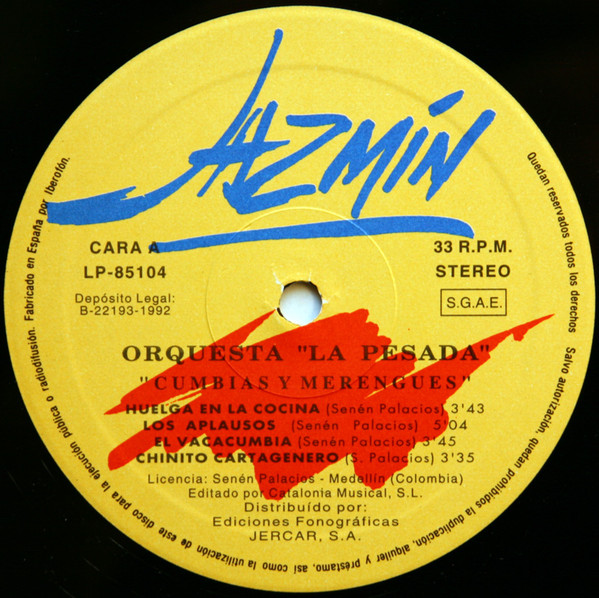 JAZMÍN
CARA A
LP-85104
Depósito Legal:
B-22193-1992
33 R.P.M.
STEREO
S.G.A.E.
ORQUESTA "LA PESADA"
"CUMBIAS Y MERENGUES"
HUELGA EN LA COCINA (Senén Palacios) 3'43
LOS APLAUSOS (Senén Palacios) 5'04
EL VACACUMBIA (Senén Palacios) 3'45
CHINITO CARTAGENERO (S. Palacios) 3'35
Licencia: Senén Palacios - Medellín (Colombia)
Editado por Catalonia Musical, S.L.
Distribuído por:
Ediciones Fonográficas
JERCAR, S.A.
Quedan reservados todos los derechos Salvo autorización, quedan prohibidos la duplicación, alquiler y préstamo, así como la utilización de este disco para la ejecución pública o radiodifusión. Fabricado en España por Iberofón.